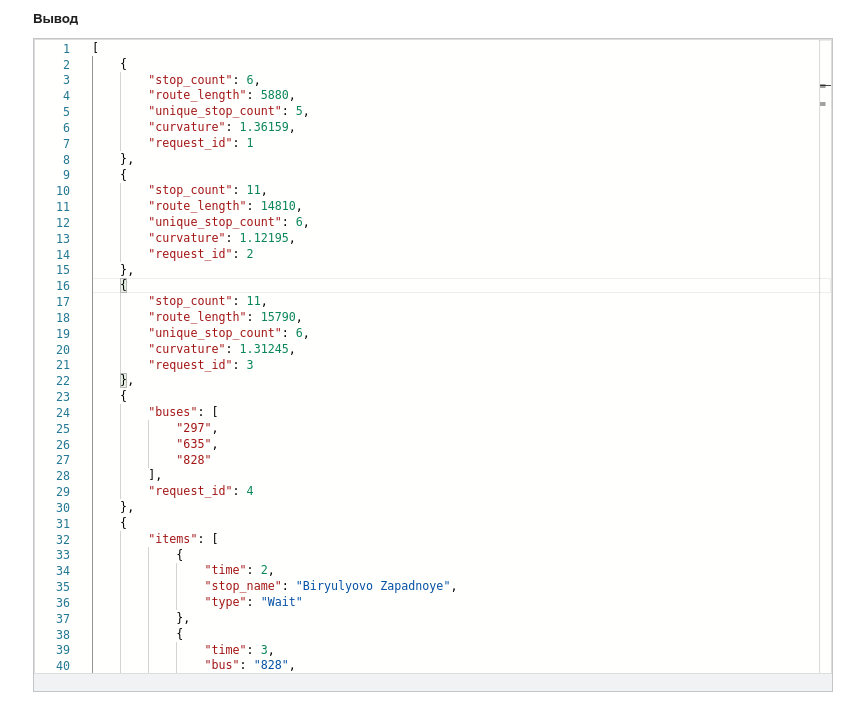 Вывод
1 [
2 {
3 "stop_count": 6,
4 "route_length": 5880,
5 "unique_stop_count": 5,
6 "curvature": 1.36159,
7 "request_id": 1
8 },
9 {
10 "stop_count": 11,
11 "route_length": 14810,
12 "unique_stop_count": 6,
13 "curvature": 1.12195,
14 "request_id": 2
15 },
16 {
17 "stop_count": 11,
18 "route_length": 15790,
19 "unique_stop_count": 6,
20 "curvature": 1.31245,
21 "request_id": 3
22 },
23 {
24 "buses": [
25 "297",
26 "635",
27 "828"
28 ],
29 "request_id": 4
30 },
31 {
32 "items": [
33 {
34 "time": 2,
35 "stop_name": "Biryulyovo Zapadnoye",
36 "type": "Wait"
37 },
38 {
39 "time": 3,
40 "bus": "828",